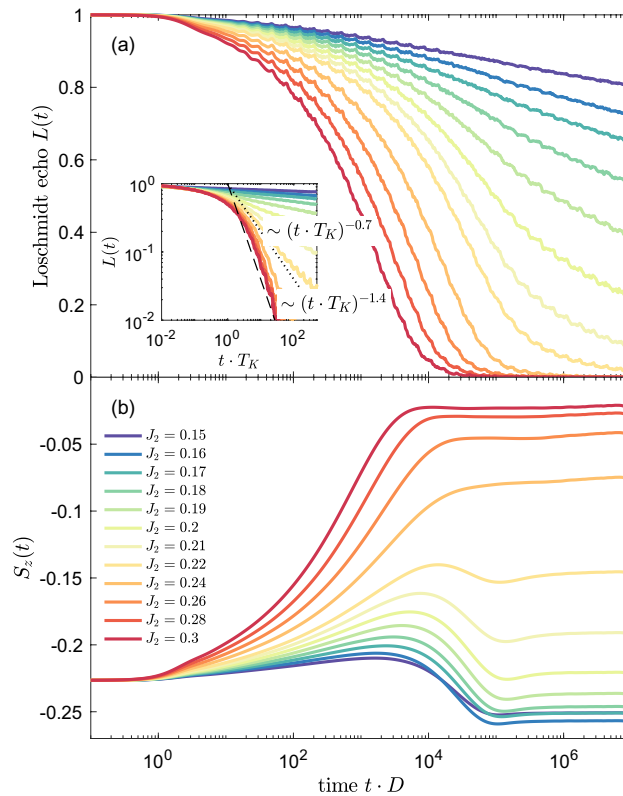 (a)
Loschmidt echo L(t)
1
0.8
0.6
0.4
0.2
0
L(t)
10^0
10^-1
10^-2
10^-2
10^0
10^2
t · T_K
∼ (t · T_K)^-0.7
∼ (t · T_K)^-1.4
(b)
S_z(t)
-0.05
-0.1
-0.15
-0.2
-0.25
J_2 = 0.15
J_2 = 0.16
J_2 = 0.17
J_2 = 0.18
J_2 = 0.19
J_2 = 0.2
J_2 = 0.21
J_2 = 0.22
J_2 = 0.24
J_2 = 0.26
J_2 = 0.28
J_2 = 0.3
10^0
10^2
10^4
10^6
time t · D